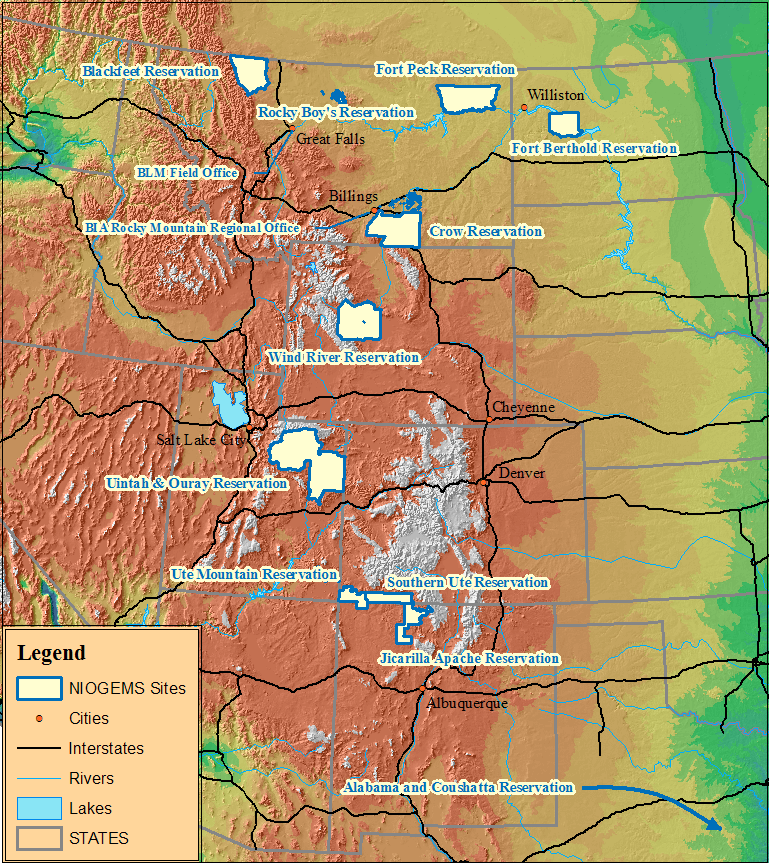 Blackfeet Reservation
Fort Peck Reservation
Williston
Rocky Boy's Reservation
Great Falls
Fort Berthold Reservation
BLM Field Office
Billings
BIA Rocky Mountain Regional Office
Crow Reservation
Wind River Reservation
Cheyenne
Salt Lake City
Denver
Uintah & Ouray Reservation
Ute Mountain Reservation
Southern Ute Reservation
Jicarilla Apache Reservation
Albuquerque
Alabama and Coushatta Reservation
Legend
NIOGEMS Sites
Cities
Interstates
Rivers
Lakes
STATES